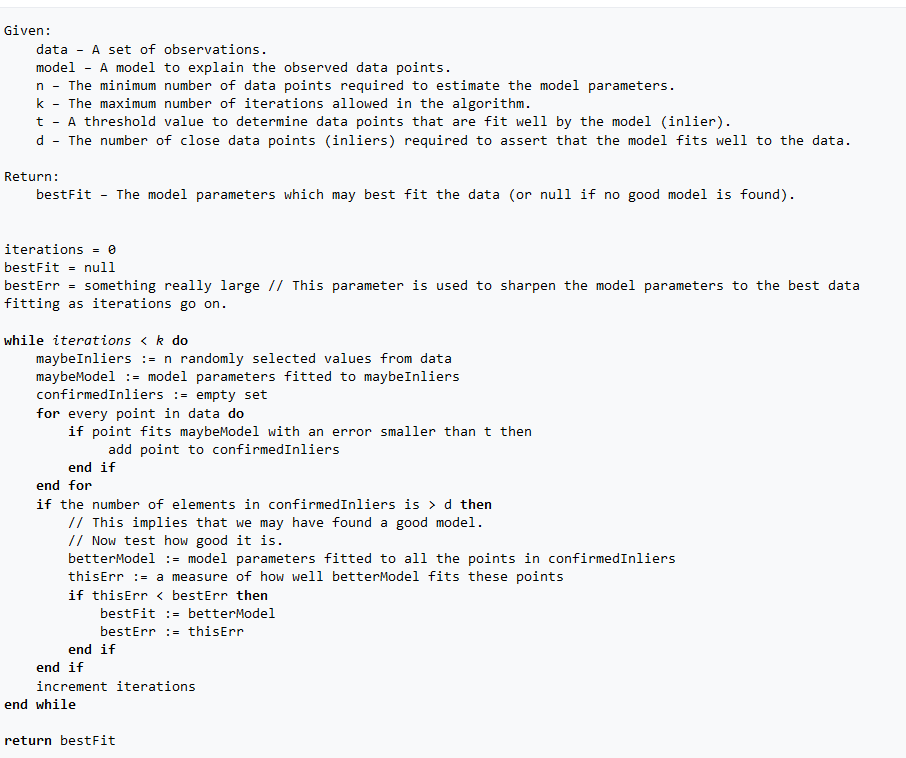 Given:
    data – A set of observations.
    model – A model to explain the observed data points.
    n – The minimum number of data points required to estimate the model parameters.
    k – The maximum number of iterations allowed in the algorithm.
    t – A threshold value to determine data points that are fit well by the model (inlier).
    d – The number of close data points (inliers) required to assert that the model fits well to the data.

Return:
    bestFit – The model parameters which may best fit the data (or null if no good model is found).


iterations = 0
bestFit = null
bestErr = something really large // This parameter is used to sharpen the model parameters to the best data
fitting as iterations go on.

while iterations < k do
    maybeInliers := n randomly selected values from data
    maybeModel := model parameters fitted to maybeInliers
    confirmedInliers := empty set
    for every point in data do
        if point fits maybeModel with an error smaller than t then
             add point to confirmedInliers
        end if
    end for
    if the number of elements in confirmedInliers is > d then
        // This implies that we may have found a good model.
        // Now test how good it is.
        betterModel := model parameters fitted to all the points in confirmedInliers
        thisErr := a measure of how well betterModel fits these points
        if thisErr < bestErr then
            bestFit := betterModel
            bestErr := thisErr
        end if
    end if
    increment iterations
end while

return bestFit